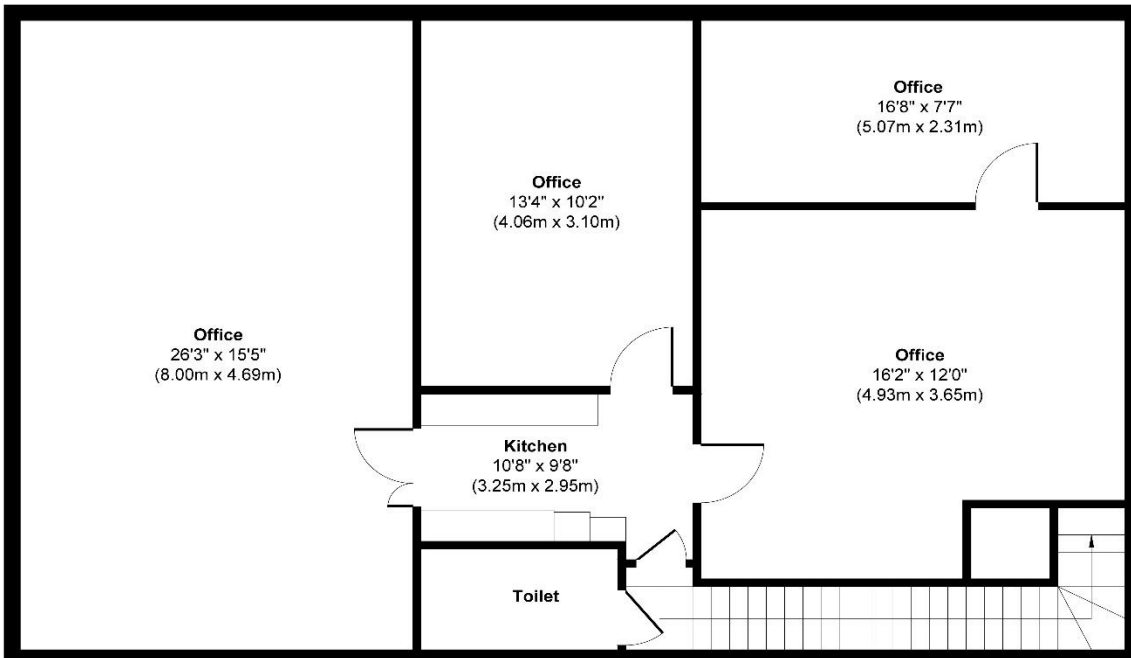 Office
16'8" x 7'7"
(5.07m x 2.31m)
Office
13'4" x 10'2"
(4.06m x 3.10m)
Office
26'3" x 15'5"
(8.00m x 4.69m)
Office
16'2" x 12'0"
(4.93m x 3.65m)
Kitchen
10'8" x 9'8"
(3.25m x 2.95m)
Toilet